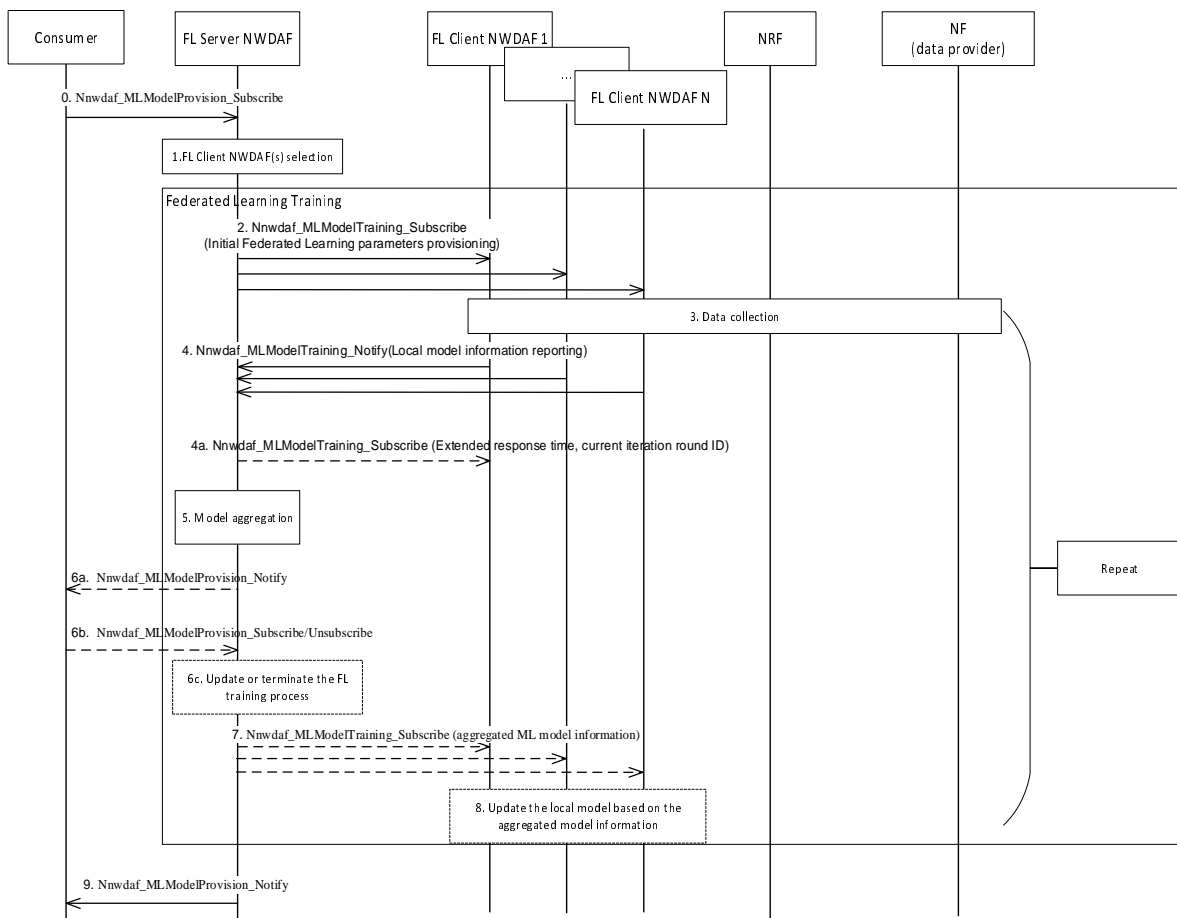 Consumer
FL Server NWDAF
FL Client NWDAF 1
...
FL Client NWDAF N
NRF
NF
(data provider)
0. Nnwdaf_MLModelProvision_Subscribe
1.FL Client NWDAF(s) selection
Federated Learning Training
2. Nnwdaf_MLModelTraining_Subscribe
(Initial Federated Learning parameters provisioning)
3. Data collection
4. Nnwdaf_MLModelTraining_Notify(Local model information reporting)
4a. Nnwdaf_MLModelTraining_Subscribe (Extended response time, current iteration round ID)
5. Model aggregation
6a. Nnwdaf_MLModelProvision_Notify
Repeat
6b. Nnwdaf_MLModelProvision_Subscribe/Unsubscribe
6c. Update or terminate the FL
training process
7. Nnwdaf_MLModelTraining_Subscribe (aggregated ML model information)
8. Update the local model based on the
aggregated model information
9. Nnwdaf_MLModelProvision_Notify